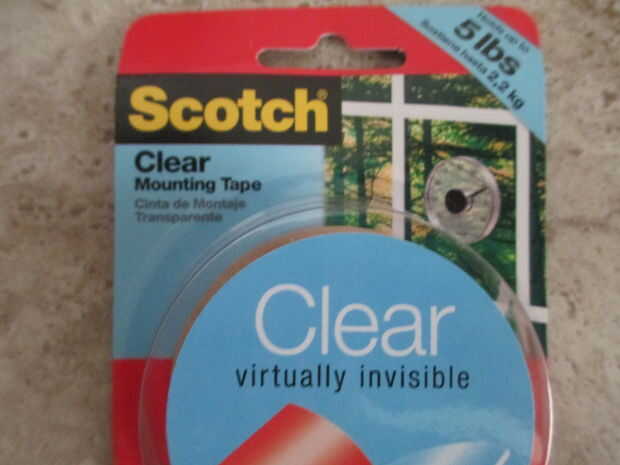 Holds up to
5 lbs
Sostiene hasta 2,2 kg
Scotch®
Clear
Mounting Tape
Cinta de Montaje
Transparente
Clear
virtually invisible